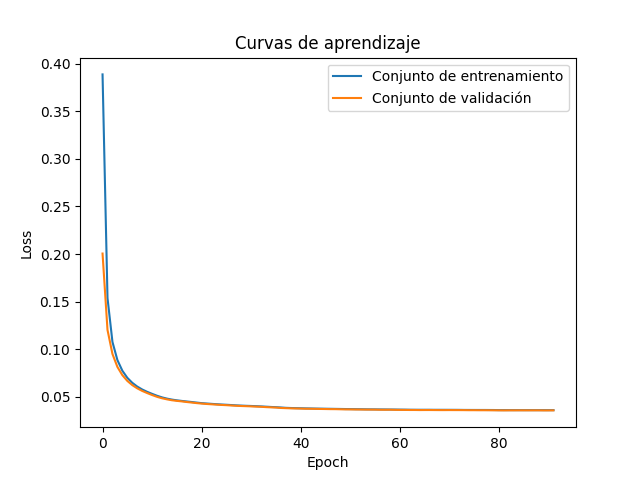 Curvas de aprendizaje
Conjunto de entrenamiento
Conjunto de validación
0.40
0.35
0.30
0.25
0.20
0.15
0.10
0.05
Loss
0 20 40 60 80
Epoch